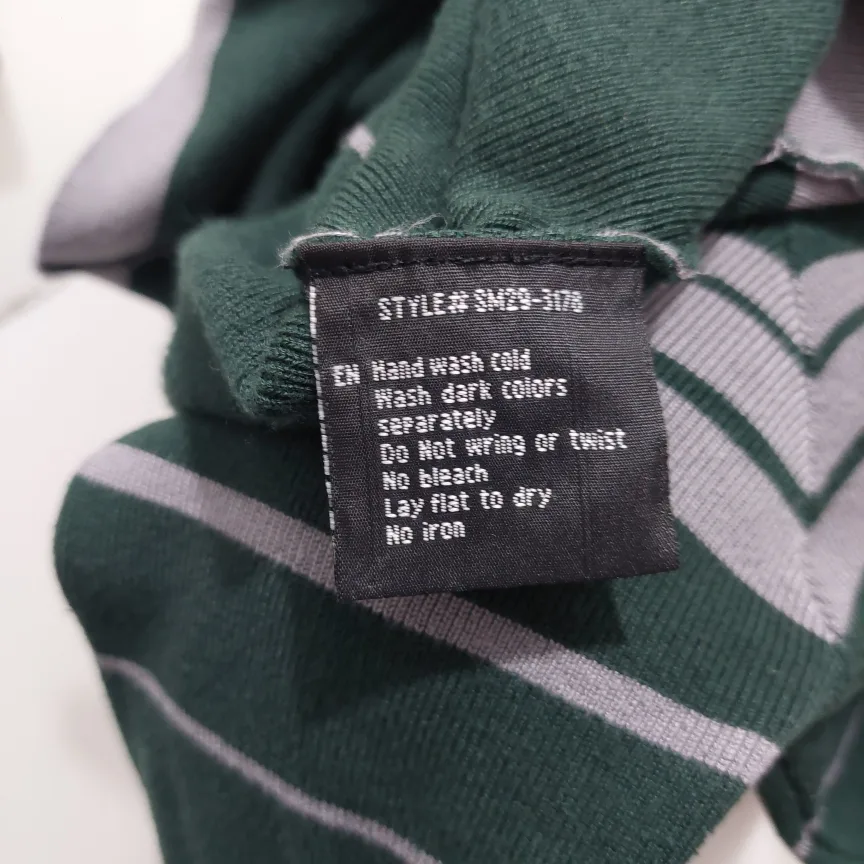 STYLE# SM29-3178
EN Hand wash cold
Wash dark colors
separately
Do Not wring or twist
No bleach
Lay flat to dry
No iron